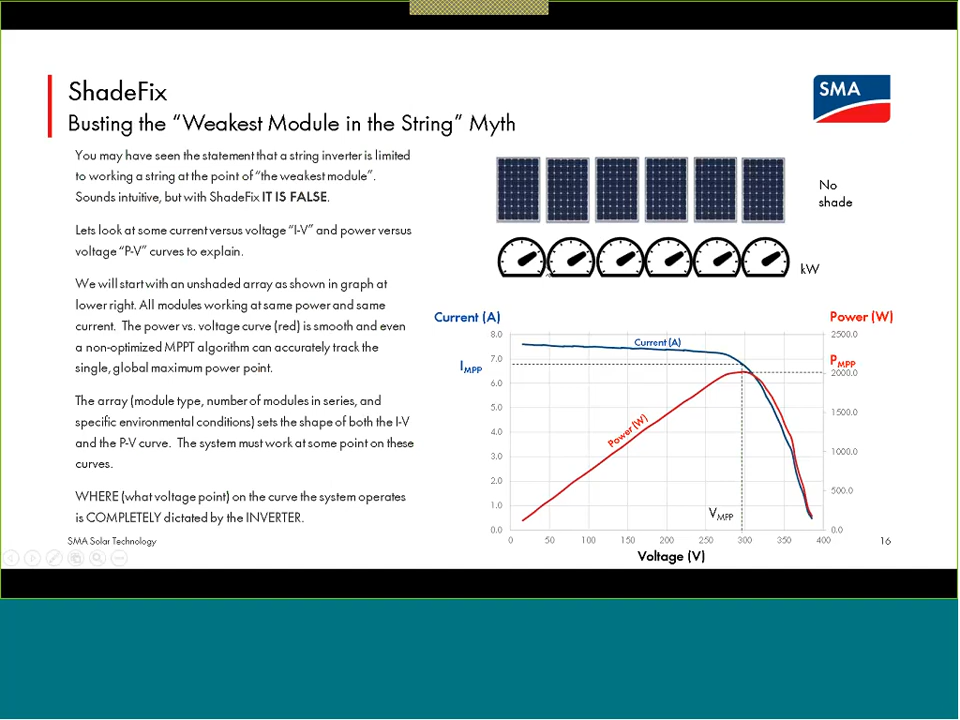 ShadeFix
Busting the “Weakest Module in the String” Myth
SMA
You may have seen the statement that a string inverter is limited
to working a string at the point of “the weakest module”.
Sounds intuitive, but with ShadeFix IT IS FALSE.
Lets look at some current versus voltage “I-V” and power versus
voltage “P-V” curves to explain.
We will start with an unshaded array as shown in graph at
lower right. All modules working at same power and same
current. The power vs. voltage curve (red) is smooth and even
a non-optimized MPPT algorithm can accurately track the
single, global maximum power point.
The array (module type, number of modules in series, and
specific environmental conditions) sets the shape of both the I-V
and the P-V curve. The system must work at some point on these
curves.
WHERE (what voltage point) on the curve the system operates
is COMPLETELY dictated by the INVERTER.
No
shade
kW
Current (A)
Power (W)
8.0
7.0
6.0
5.0
4.0
3.0
2.0
1.0
0.0
IMPP
Current (A)
Power (W)
VMPP
2500.0
PMPP
2000.0
1500.0
1000.0
500.0
0.0
0 50 100 150 200 250 300 350 400
Voltage (V)
SMA Solar Technology
16